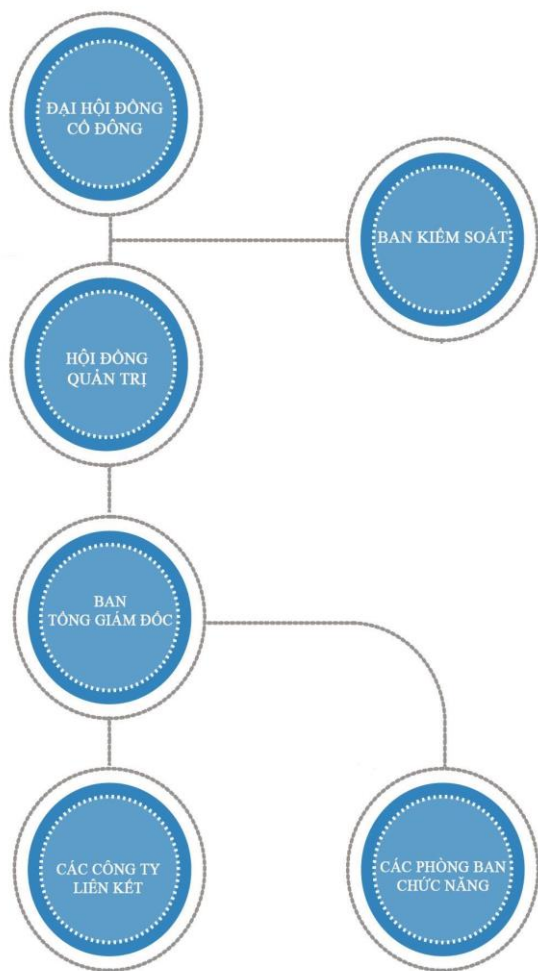 ĐẠI HỘI ĐỒNG
CỔ ĐÔNG
BAN KIỂM SOÁT
HỘI ĐỒNG
QUẢN TRỊ
BAN
TỔNG GIÁM ĐỐC
CÁC CÔNG TY
LIÊN KẾT
CÁC PHÒNG BAN
CHỨC NĂNG